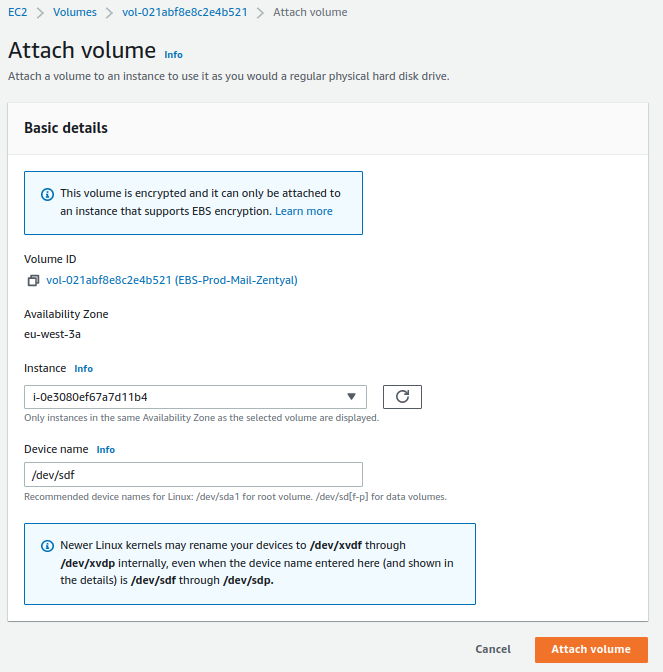 EC2 > Volumes > vol-021abf8e8c2e4b521 > Attach volume
Attach volume Info
Attach a volume to an instance to use it as you would a regular physical hard disk drive.
Basic details
This volume is encrypted and it can only be attached to
an instance that supports EBS encryption. Learn more
Volume ID
vol-021abf8e8c2e4b521 (EBS-Prod-Mail-Zentyal)
Availability Zone
eu-west-3a
Instance Info
i-0e3080ef67a7d11b4
Only instances in the same Availability Zone as the selected volume are displayed.
Device name Info
/dev/sdf
Recommended device names for Linux: /dev/sda1 for root volume. /dev/sd[f-p] for data volumes.
Newer Linux kernels may rename your devices to /dev/xvdf through
/dev/xvdp internally, even when the device name entered here (and shown in
the details) is /dev/sdf through /dev/sdp.
Cancel Attach volume